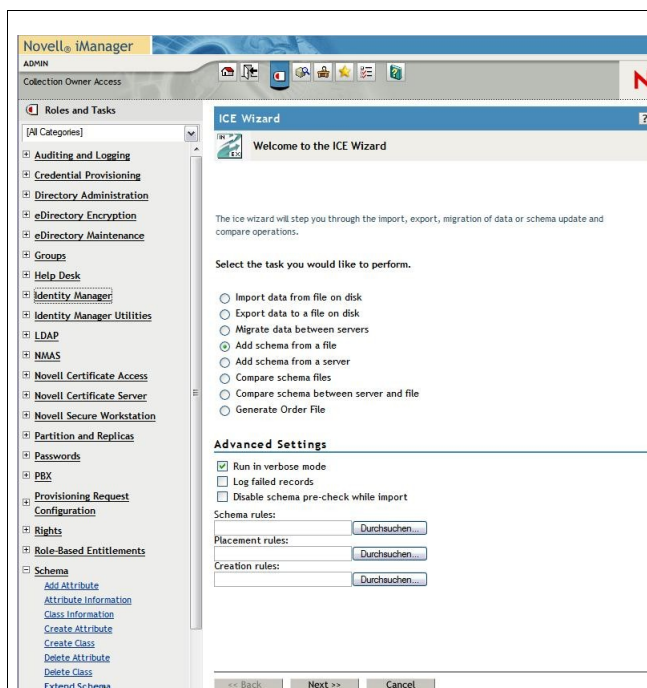 Novell® iManager
ADMIN
Collection Owner Access
N
Roles and Tasks
[All Categories]
Auditing and Logging
Credential Provisioning
Directory Administration
eDirectory Encryption
eDirectory Maintenance
Groups
Help Desk
Identity Manager
Identity Manager Utilities
LDAP
NMAS
Novell Certificate Access
Novell Certificate Server
Novell Secure Workstation
Partition and Replicas
Passwords
PBX
Provisioning Request
Configuration
Rights
Role-Based Entitlements
Schema
Add Attribute
Attribute Information
Class Information
Create Attribute
Create Class
Delete Attribute
Delete Class
Extend Schema
ICE Wizard
?
IN
EX
Welcome to the ICE Wizard
The ice wizard will step you through the import, export, migration of data or schema update and
compare operations.
Select the task you would like to perform.
Import data from file on disk
Export data to a file on disk
Migrate data between servers
Add schema from a file
Add schema from a server
Compare schema files
Compare schema between server and file
Generate Order File
Advanced Settings
Run in verbose mode
Log failed records
Disable schema pre-check while import
Schema rules:
Durchsuchen...
Placement rules:
Durchsuchen...
Creation rules:
Durchsuchen...
<< Back Next >> Cancel